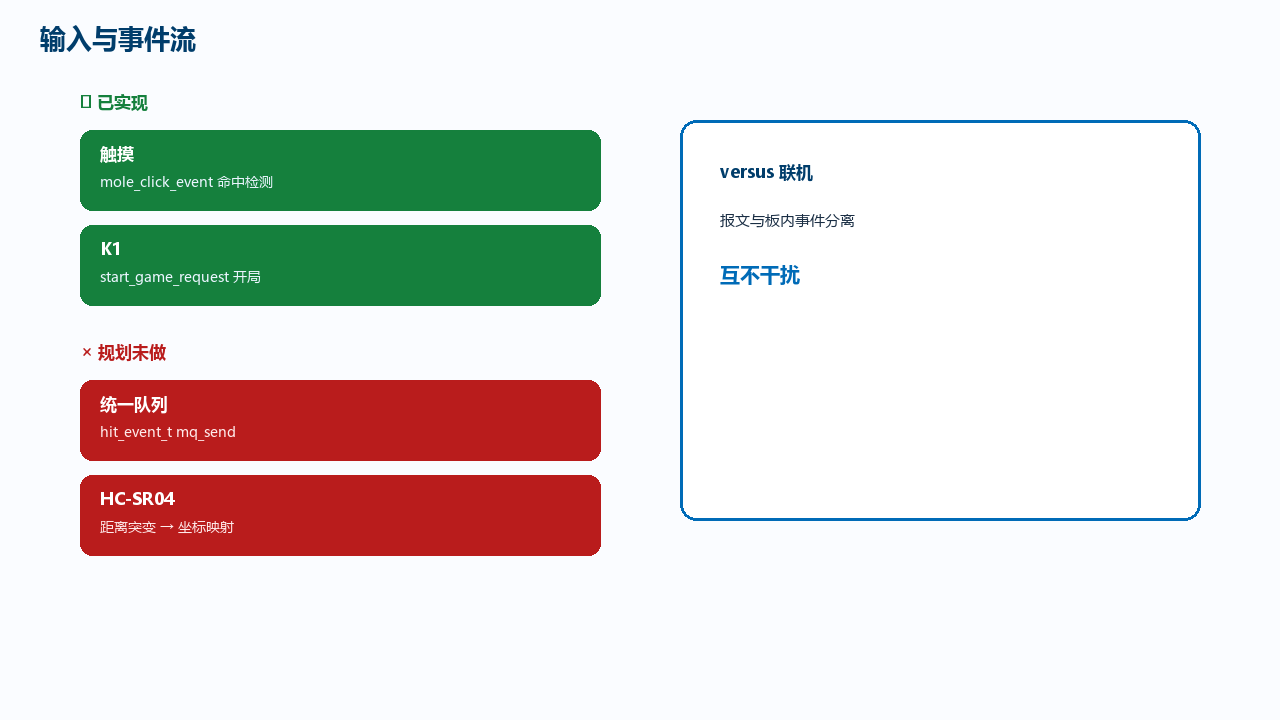 输入与事件流
已实现
触摸
mole_click_event 命中检测
K1
start_game_request 开局
× 规划未做
统一队列
hit_event_t mq_send
HC-SR04
距离突变 → 坐标映射
versus 联机
报文与板内事件分离
互不干扰